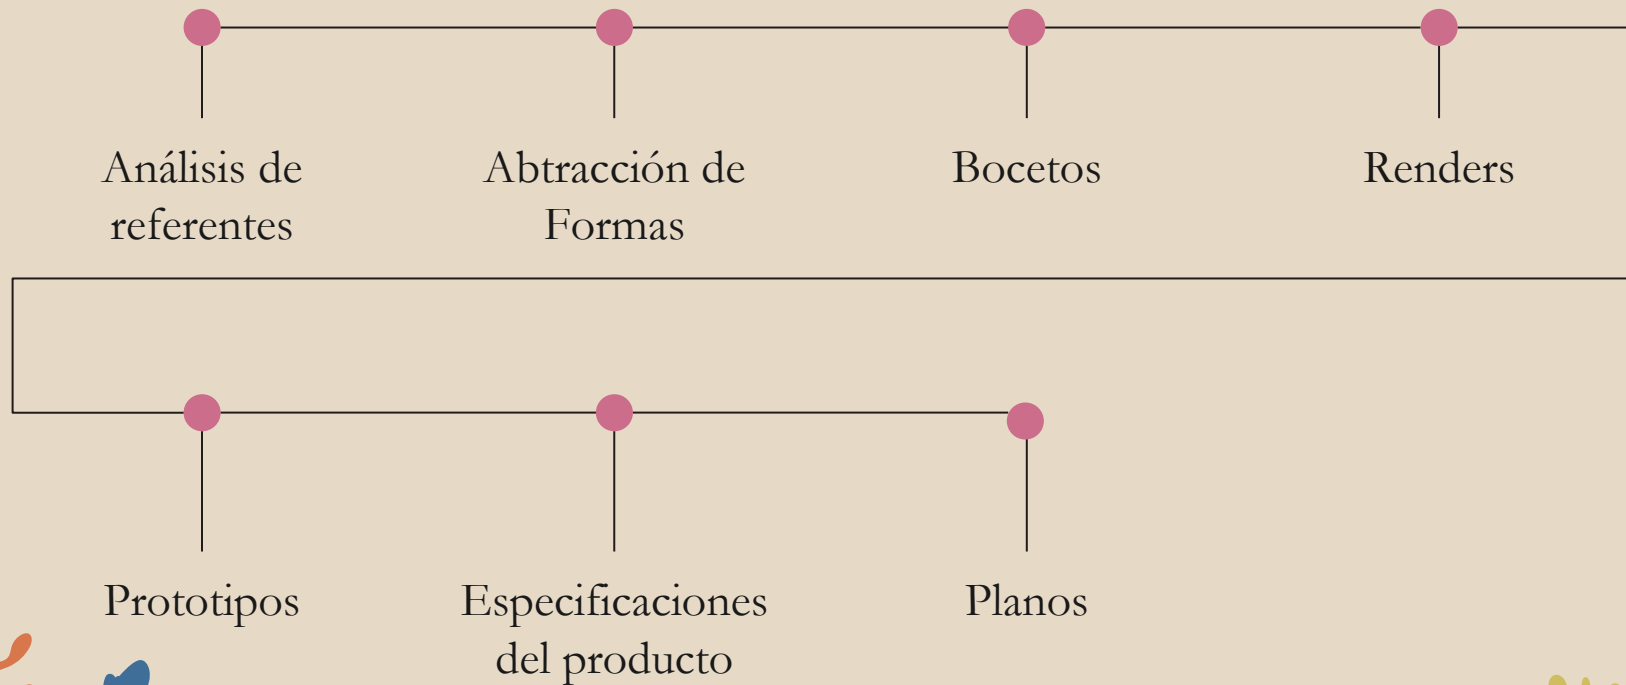 Análisis de
referentes
Abtracción de
Formas
Bocetos
Renders
Prototipos
Especificaciones
del producto
Planos